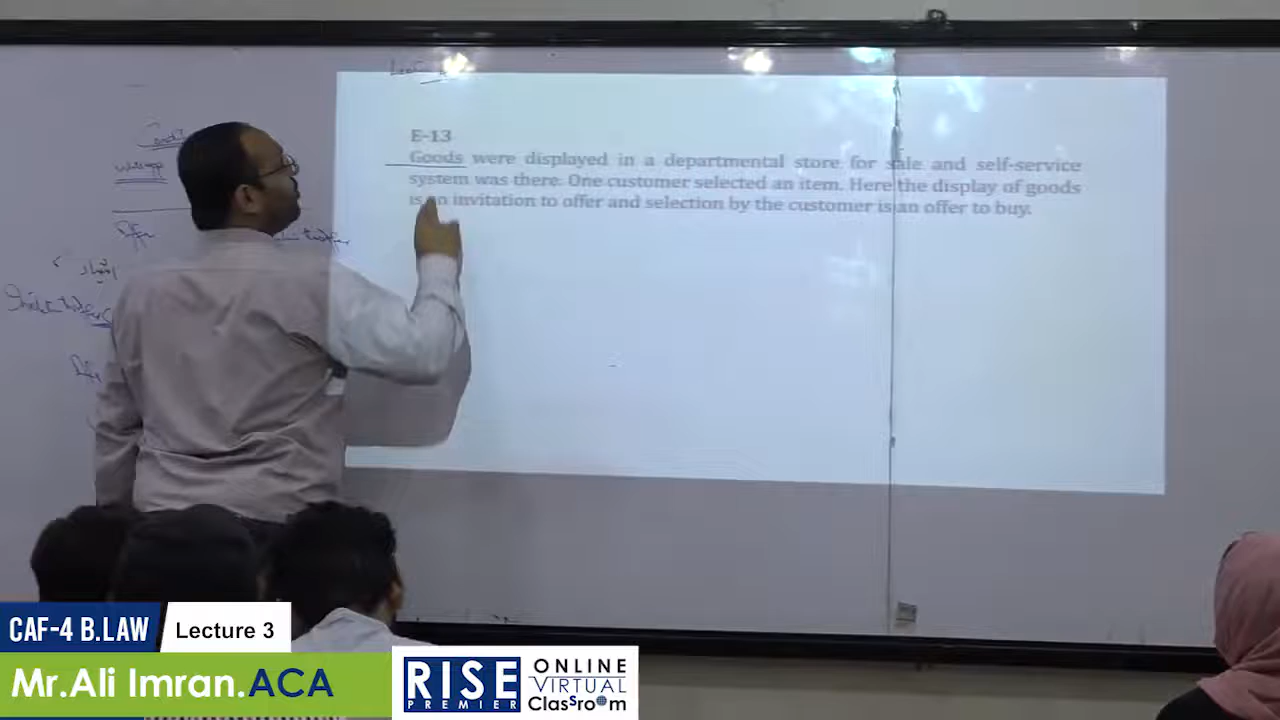 E-13
Goods were displayed in a departmental store for sale and self-service
system was there. One customer selected an item. Here the display of goods
is an invitation to offer and selection by the customer is an offer to buy.
offer
CAF-4 B.LAW
Lecture 3
Mr.Ali Imran.ACA
RISE
PREMIER
ONLINE
VIRTUAL
Classroom